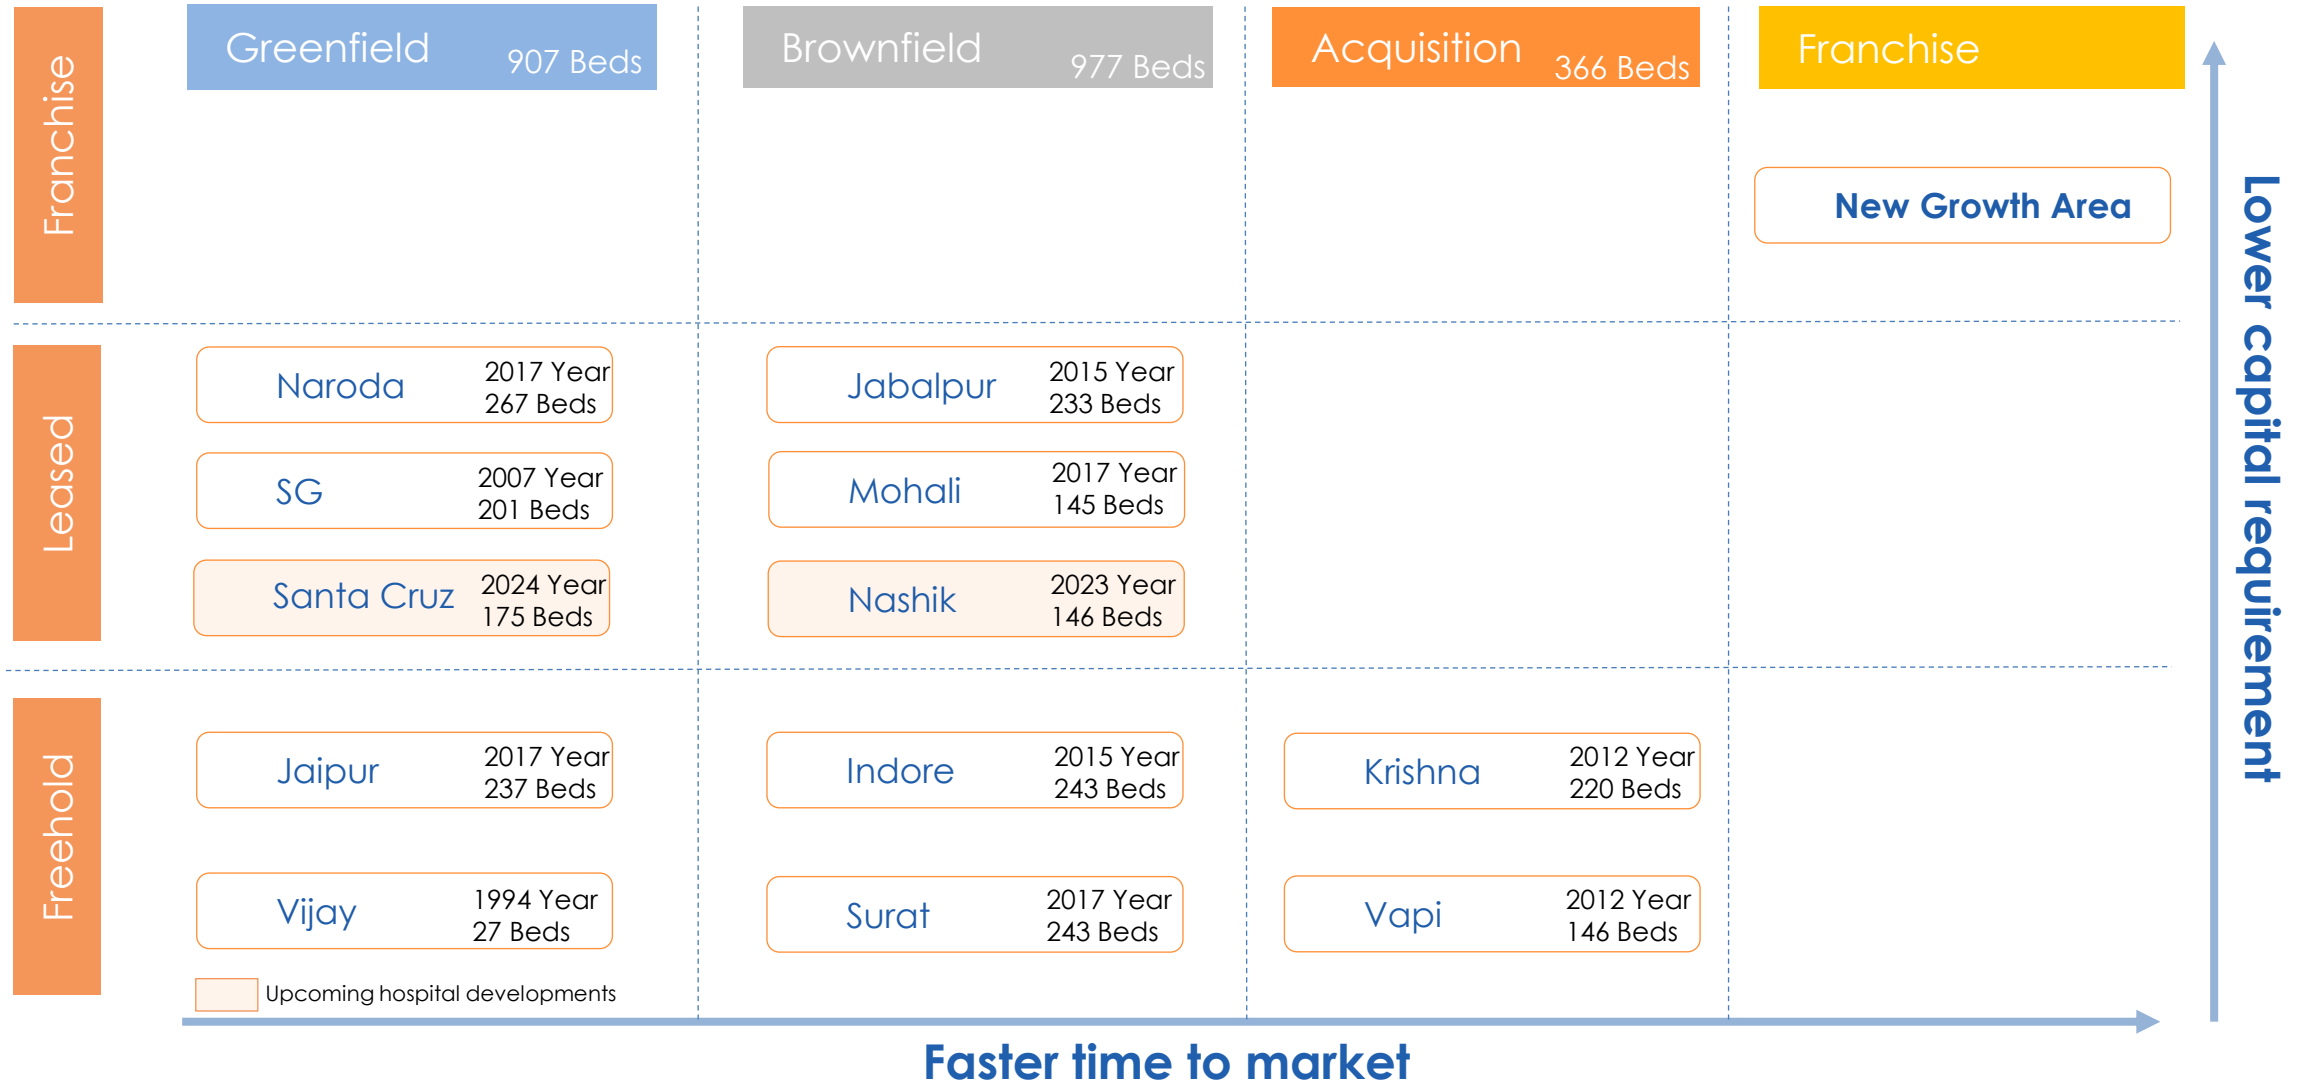 Greenfield
907 Beds
Brownfield
977 Beds
Acquisition
366 Beds
Franchise
Franchise
New Growth Area
Leased
Naroda
2017 Year
267 Beds
Jabalpur
2015 Year
233 Beds
SG
2007 Year
201 Beds
Mohali
2017 Year
145 Beds
Santa Cruz
2024 Year
175 Beds
Nashik
2023 Year
146 Beds
Freehold
Jaipur
2017 Year
237 Beds
Indore
2015 Year
243 Beds
Krishna
2012 Year
220 Beds
Vijay
1994 Year
27 Beds
Surat
2017 Year
243 Beds
Vapi
2012 Year
146 Beds
Upcoming hospital developments
Faster time to market
Lower capital requirement